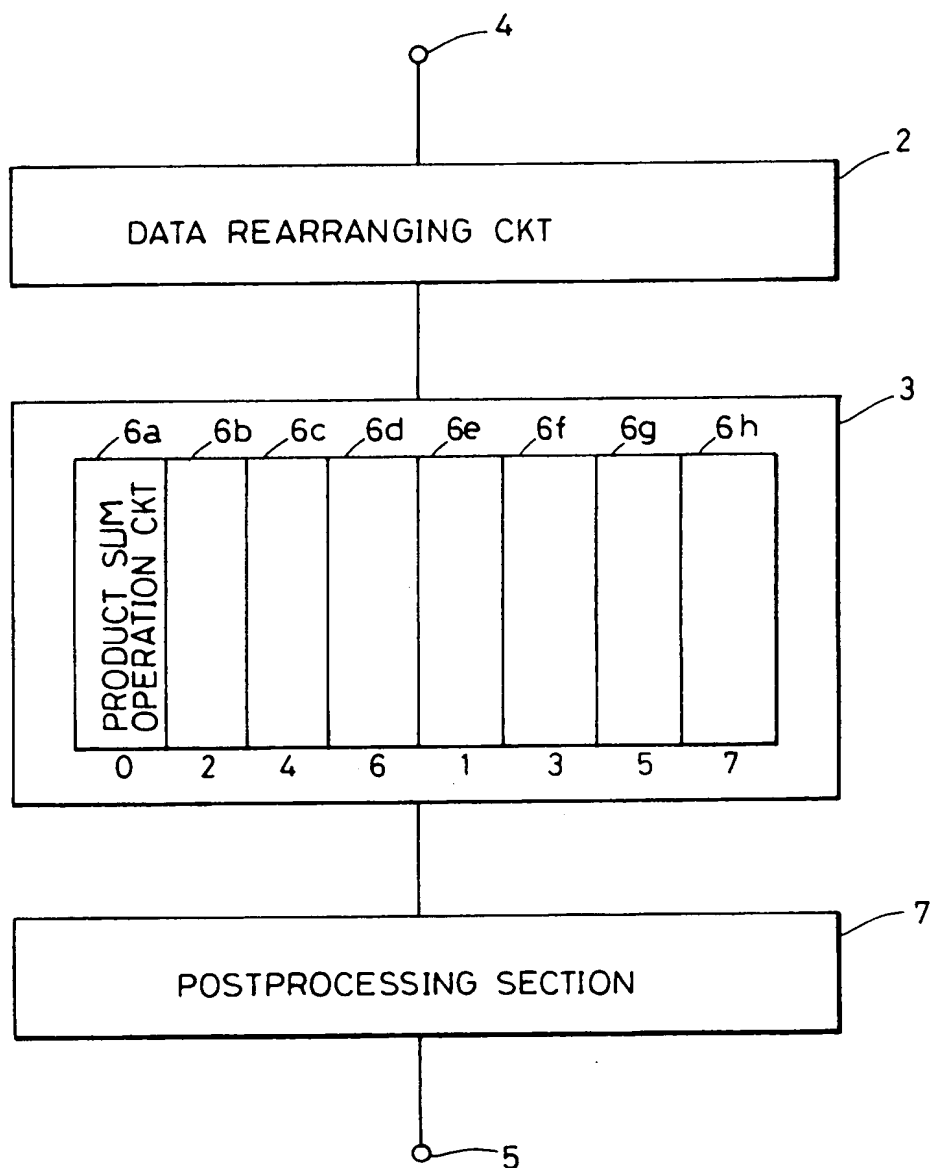 4
2
DATA REARRANGING CKT
3
6a 6b 6c 6d 6e 6f 6g 6h
PRODUCT SUM
OPERATION CKT
0 2 4 6 1 3 5 7
7
POSTPROCESSING SECTION
5